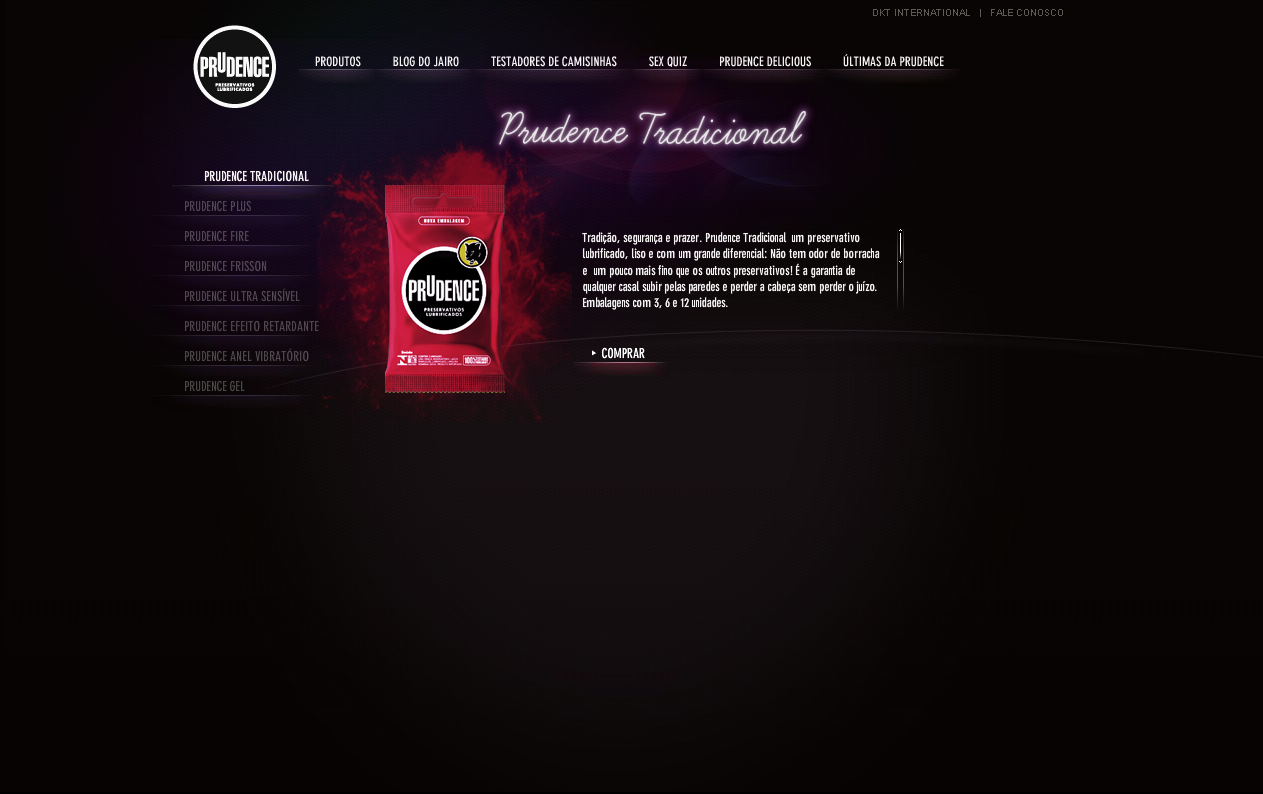 DKT INTERNATIONAL | FALE CONOSCO
PRUDENCE
PRESERVATIVOS
LUBRIFICADOS
PRODUTOS BLOG DO JAIRO TESTADORES DE CAMISINHAS SEX QUIZ PRUDENCE DELICIOUS ÚLTIMAS DA PRUDENCE
Prudence Tradicional
PRUDENCE TRADICIONAL
PRUDENCE PLUS
PRUDENCE FIRE
PRUDENCE FRISSON
PRUDENCE ULTRA SENSÍVEL
PRUDENCE EFEITO RETARDANTE
PRUDENCE ANEL VIBRATÓRIO
PRUDENCE GEL
NOVA EMBALAGEM
PRUDENCE
PRESERVATIVOS
LUBRIFICADOS
Tradição, segurança e prazer. Prudence Tradicional um preservativo
lubrificado, liso e com um grande diferencial: Não tem odor de borracha
e um pouco mais fino que os outros preservativos! É a garantia de
qualquer casal subir pelas paredes e perder a cabeça sem perder o juízo.
Embalagens com 3, 6 e 12 unidades.
COMPRAR